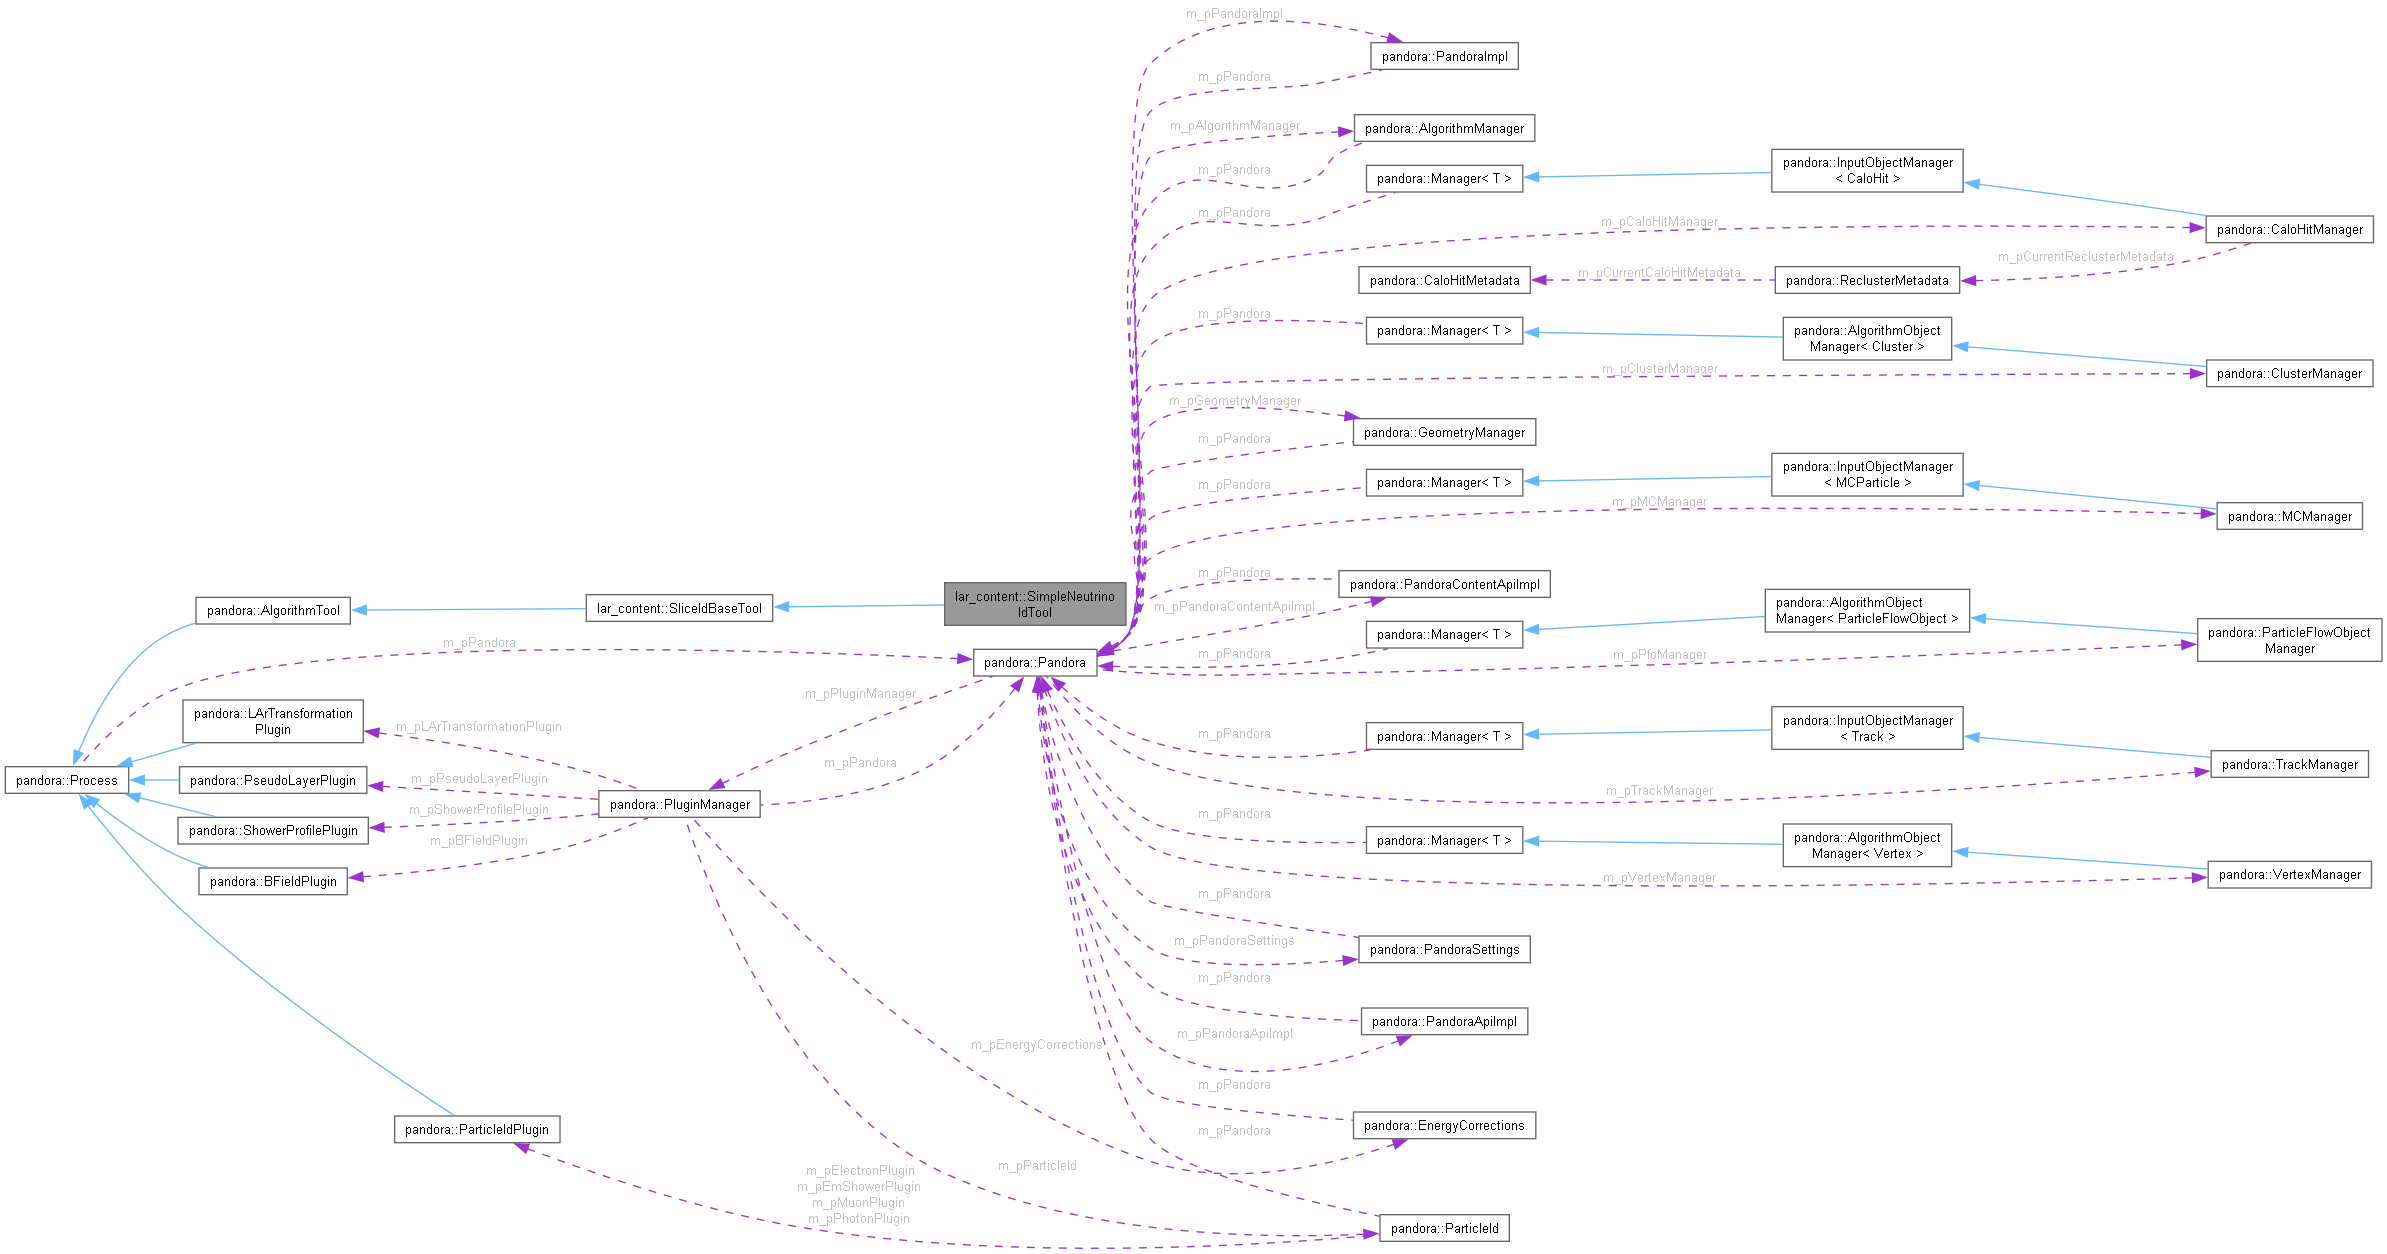 m_pPandoraImpl
pandora::PandoraImpl
m_pPandora
m_pAlgorithmManager
pandora::AlgorithmManager
m_pPandora
pandora::Manager< T >
pandora::InputObjectManager
< CaloHit >
m_pPandora
m_pCaloHitManager
pandora::CaloHitManager
m_pCurrentReclusterMetadata
pandora::CaloHitMetadata
m_pCurrentCaloHitMetadata
pandora::ReclusterMetadata
m_pPandora
pandora::Manager< T >
pandora::AlgorithmObject
Manager< Cluster >
m_pClusterManager
pandora::ClusterManager
m_pGeometryManager
pandora::GeometryManager
m_pPandora
pandora::Manager< T >
pandora::InputObjectManager
< MCParticle >
m_pPandora
m_pMCManager
pandora::MCManager
m_pPandora
pandora::PandoraContentApiImpl
m_pPandoraContentApiImpl
pandora::Manager< T >
pandora::AlgorithmObject
Manager< ParticleFlowObject >
pandora::ParticleFlowObject
Manager
m_pPandora
m_pPfoManager
lar_content::SimpleNeutrino
IdTool
lar_content::SliceIdBaseTool
pandora::AlgorithmTool
m_pPandora
pandora::Pandora
m_pPluginManager
m_pPandora
pandora::LArTransformation
Plugin
m_pLArTransformationPlugin
pandora::Process
pandora::PseudoLayerPlugin
m_pPseudoLayerPlugin
pandora::PluginManager
m_pShowerProfilePlugin
pandora::ShowerProfilePlugin
m_pBFieldPlugin
pandora::BFieldPlugin
m_pPandora
pandora::Manager< T >
pandora::InputObjectManager
< Track >
pandora::TrackManager
m_pTrackManager
m_pPandora
pandora::Manager< T >
pandora::AlgorithmObject
Manager< Vertex >
pandora::VertexManager
m_pVertexManager
m_pPandora
m_pPandoraSettings
pandora::PandoraSettings
m_pPandora
pandora::PandoraApiImpl
m_pPandoraApiImpl
m_pEnergyCorrections
m_pPandora
pandora::EnergyCorrections
m_pPandora
pandora::ParticleIdPlugin
m_pParticleId
m_pElectronPlugin
m_pEmShowerPlugin
m_pMuonPlugin
m_pPhotonPlugin
pandora::ParticleId